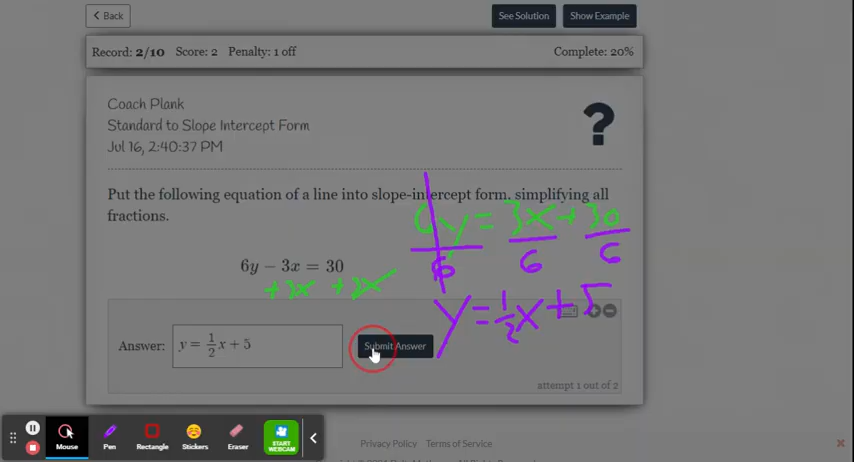 Back See Solution Show Example
Record: 2/10 Score: 2 Penalty: 1 off Complete: 20%
Coach Plank
Standard to Slope Intercept Form
Jul 16, 2:40:37 PM
?
Put the following equation of a line into slope-intercept form, simplifying all
fractions.
6y = 3x + 30
6 6 6
6y − 3x = 30
+3x +3x
y = 1/2 x + 5
Answer: y = 1/2 x + 5 Submit Answer
attempt 1 out of 2
Mouse Pen Rectangle Stickers Eraser START WEBCAM
Privacy Policy Terms of Service